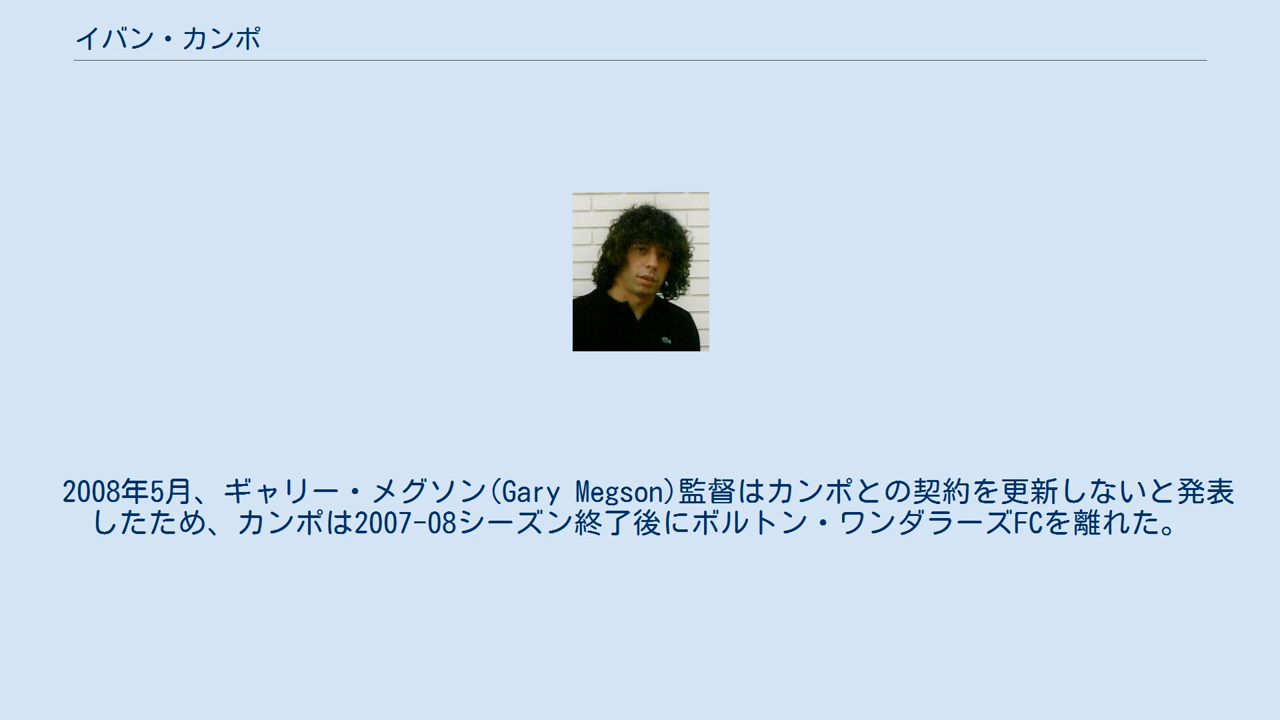 イバン・カンポ
2008年5月、ギャリー・メグソン(Gary Megson)監督はカンポとの契約を更新しないと発表
したため、カンポは2007-08シーズン終了後にボルトン・ワンダラーズFCを離れた。